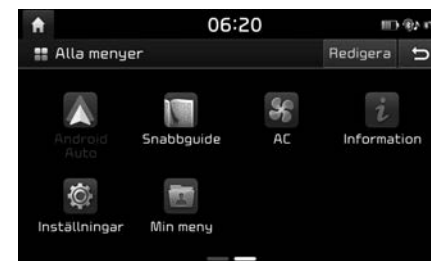 06:20
Alla menyer
Redigera
Android
Auto
Snabbguide
AC
Information
Inställningar
Min meny